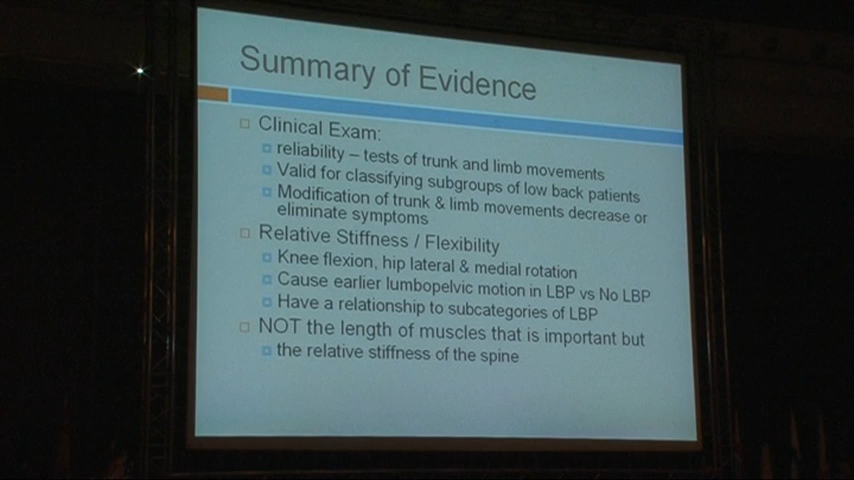 Summary of Evidence
Clinical Exam:
reliability – tests of trunk and limb movements
Valid for classifying subgroups of low back patients
Modification of trunk & limb movements decrease or
eliminate symptoms
Relative Stiffness / Flexibility
Knee flexion, hip lateral & medial rotation
Cause earlier lumbopelvic motion in LBP vs No LBP
Have a relationship to subcategories of LBP
NOT the length of muscles that is important but
the relative stiffness of the spine